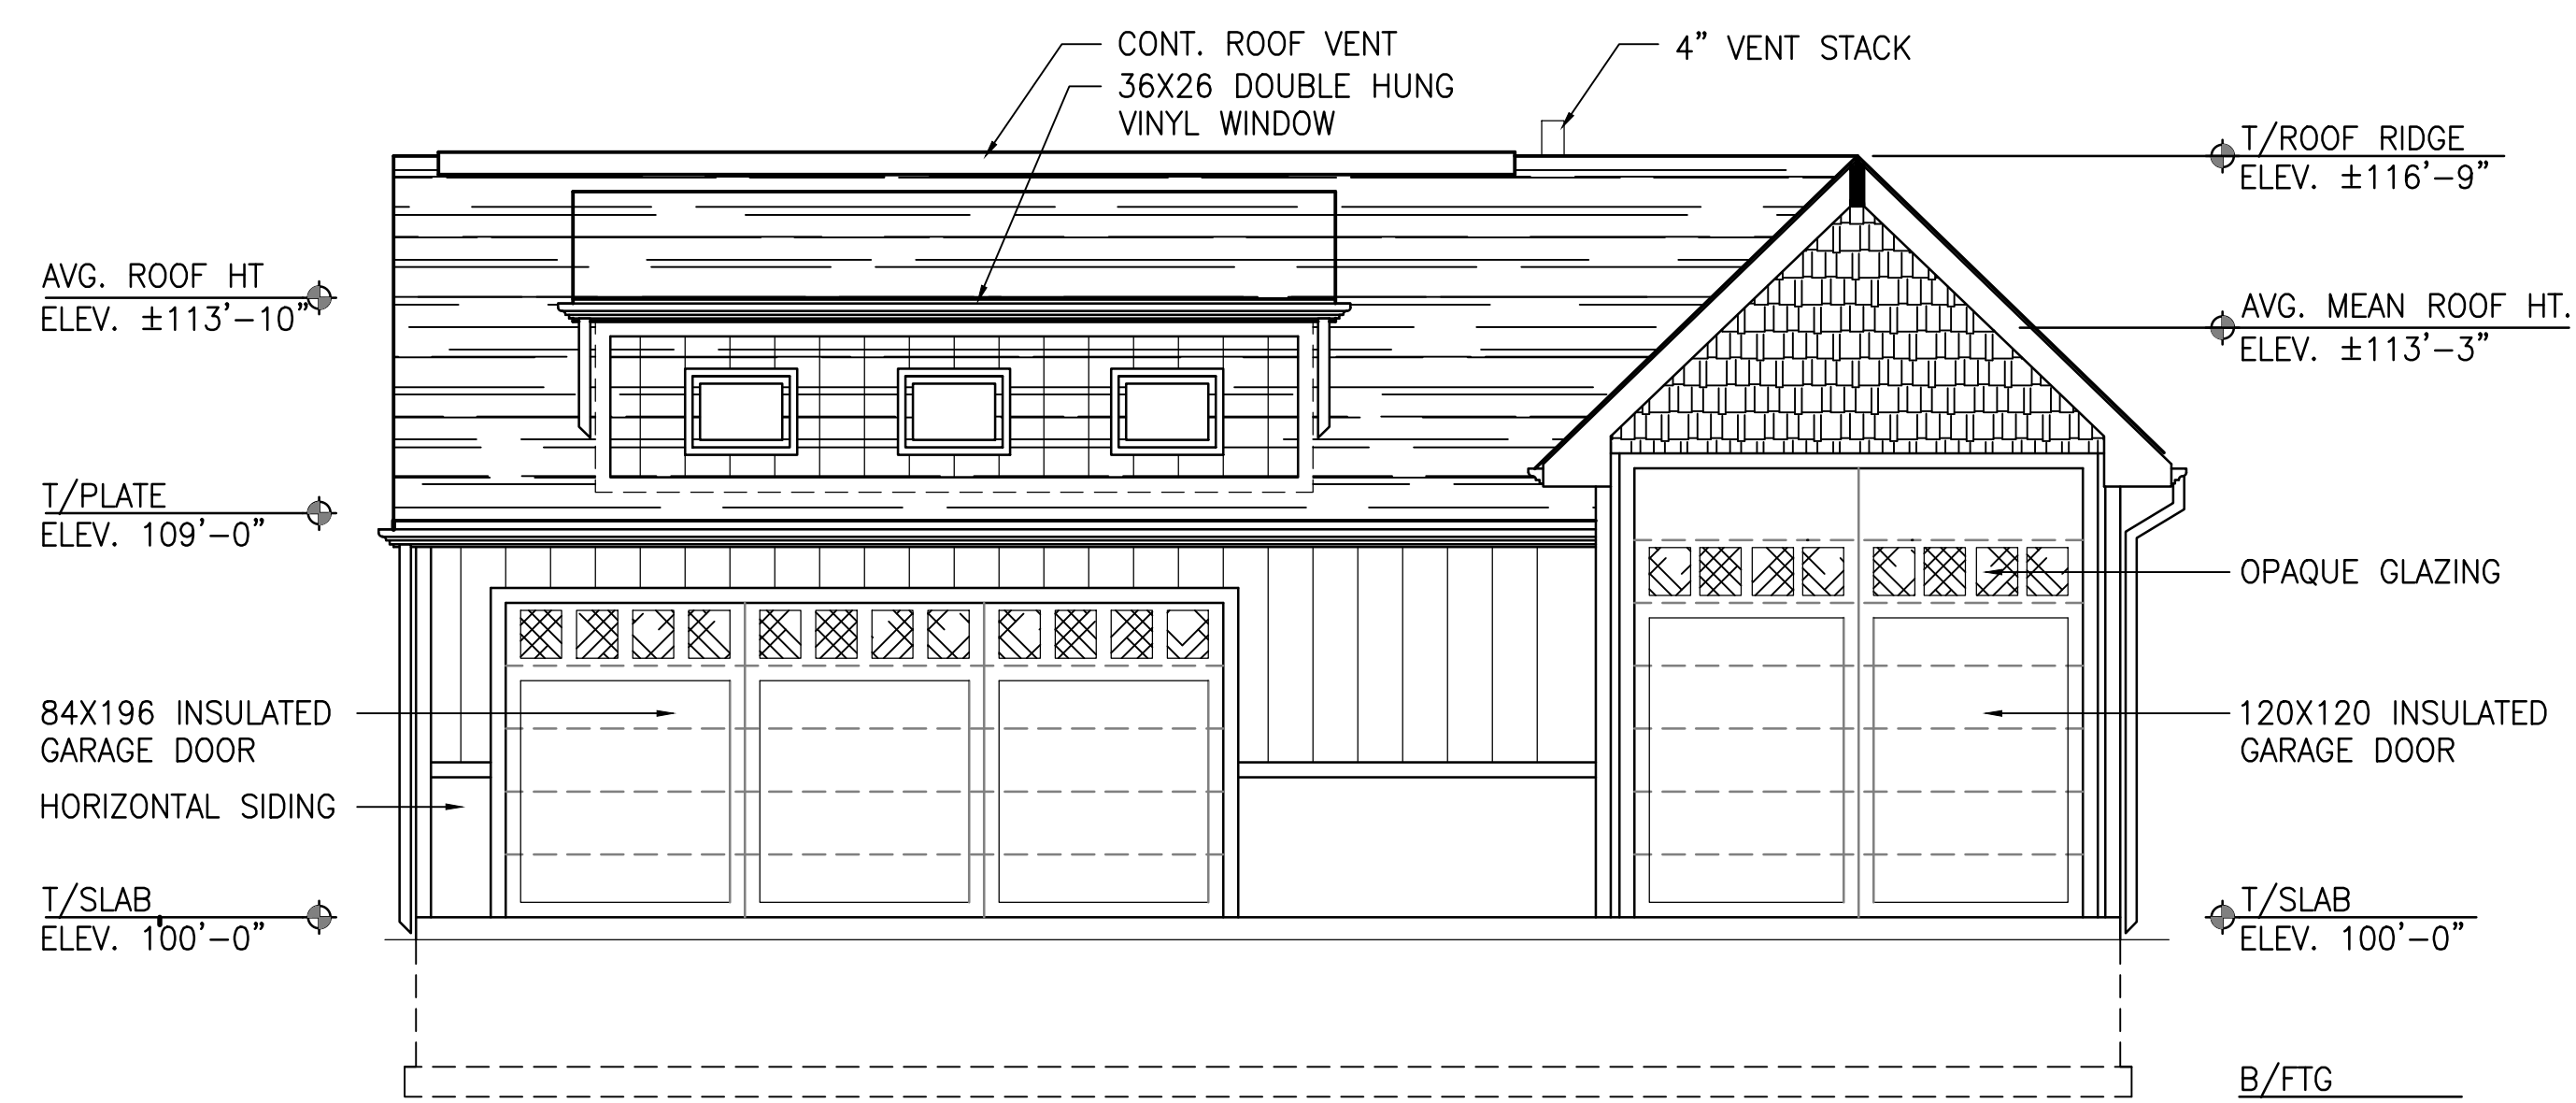 CONT. ROOF VENT
36X26 DOUBLE HUNG
VINYL WINDOW
4” VENT STACK
T/ROOF RIDGE
ELEV. ±116’-9”
AVG. ROOF HT
ELEV. ±113’-10”
AVG. MEAN ROOF HT.
ELEV. ±113’-3”
T/PLATE
ELEV. 109’-0”
OPAQUE GLAZING
84X196 INSULATED
GARAGE DOOR
120X120 INSULATED
GARAGE DOOR
HORIZONTAL SIDING
T/SLAB
ELEV. 100’-0”
T/SLAB
ELEV. 100’-0”
B/FTG